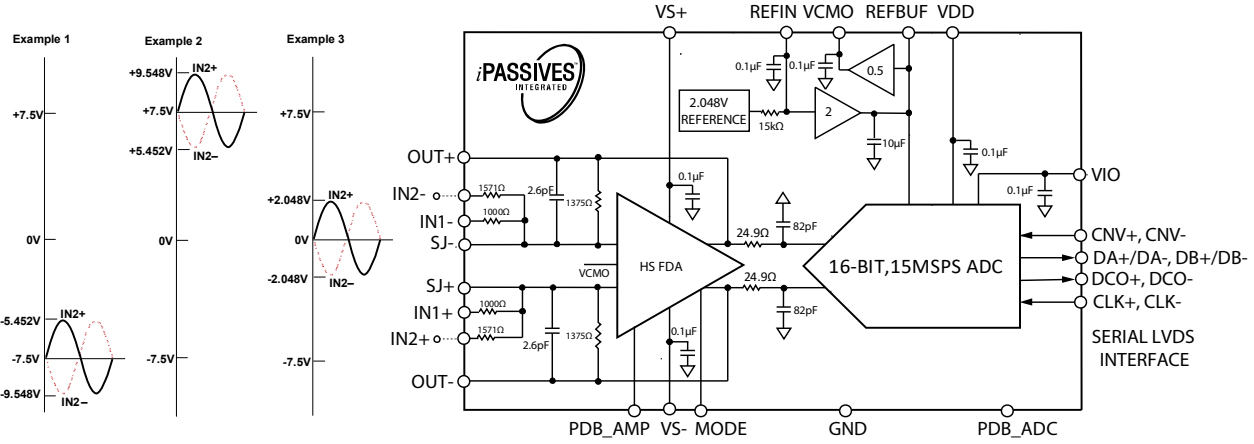 Example 1
+7.5V
0V
-5.452V
IN2+
-7.5V
-9.548V
IN2–
Example 2
+9.548V
IN2+
+7.5V
+5.452V
IN2–
0V
-7.5V
Example 3
+7.5V
+2.048V
IN2+
0V
-2.048V
IN2–
-7.5V
VS+ REFIN VCMO REFBUF VDD
iPASSIVES™
INTEGRATED
0.1µF
0.1µF
0.5
2.048V
REFERENCE
15kΩ
2
10µF
0.1µF
OUT+
IN2-
1571Ω
2.6pF
1375Ω
0.1µF
IN1-
1000Ω
SJ-
VIO
0.1µF
82pF
24.9Ω
HS FDA
VCMO
16-BIT,15MSPS ADC
CNV+, CNV-
DA+/DA-, DB+/DB-
DCO+, DCO-
CLK+, CLK-
SERIAL LVDS
INTERFACE
SJ+
24.9Ω
IN1+
1000Ω
82pF
IN2+
1571Ω
2.6pF
1375Ω
0.1µF
OUT-
PDB_AMP VS- MODE GND PDB_ADC